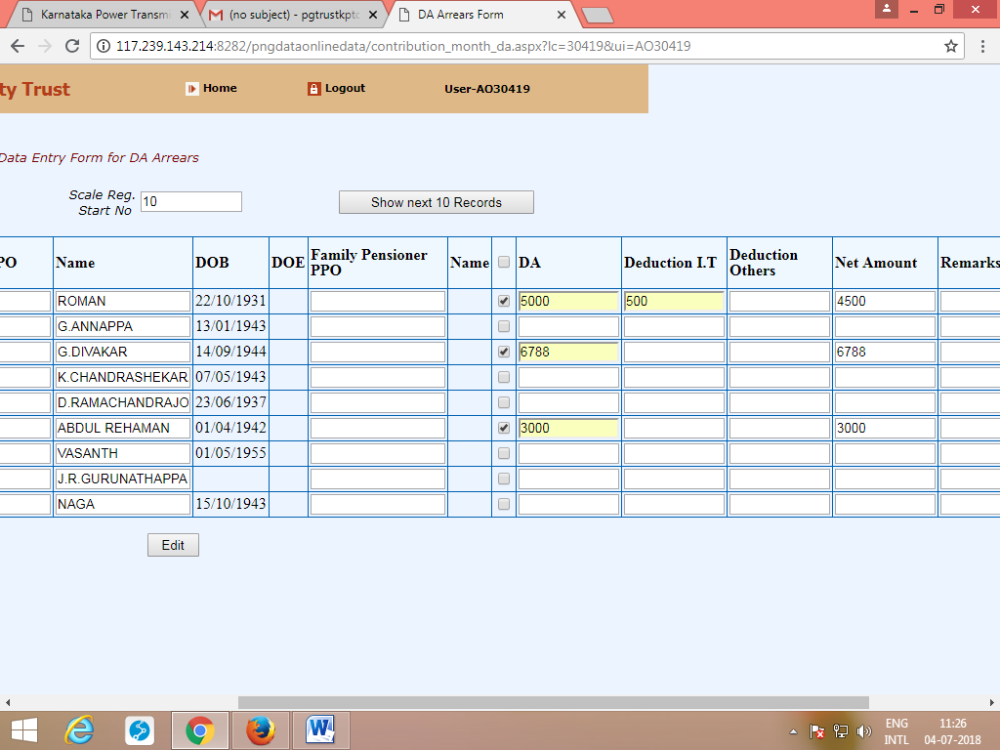 Karnataka Power Transm
(no subject) - pgtrustkptc
DA Arrears Form
117.239.143.214:8282/pngdataonlinedata/contribution_month_da.aspx?lc=30419&ui=AO30419
ty Trust
Home
Logout
User-AO30419
Data Entry Form for DA Arrears
Scale Reg.
Start No
10
Show next 10 Records
PO Name DOB DOE Family Pensioner PPO Name DA Deduction I.T Deduction Others Net Amount Remarks
ROMAN 22/10/1931 5000 500 4500
G.ANNAPPA 13/01/1943
G.DIVAKAR 14/09/1944 6788 6788
K.CHANDRASHEKAR 07/05/1943
D.RAMACHANDRAJO 23/06/1937
ABDUL REHAMAN 01/04/1942 3000 3000
VASANTH 01/05/1955
J.R.GURUNATHAPPA
NAGA 15/10/1943
Edit
ENG 11:26
INTL 04-07-2018